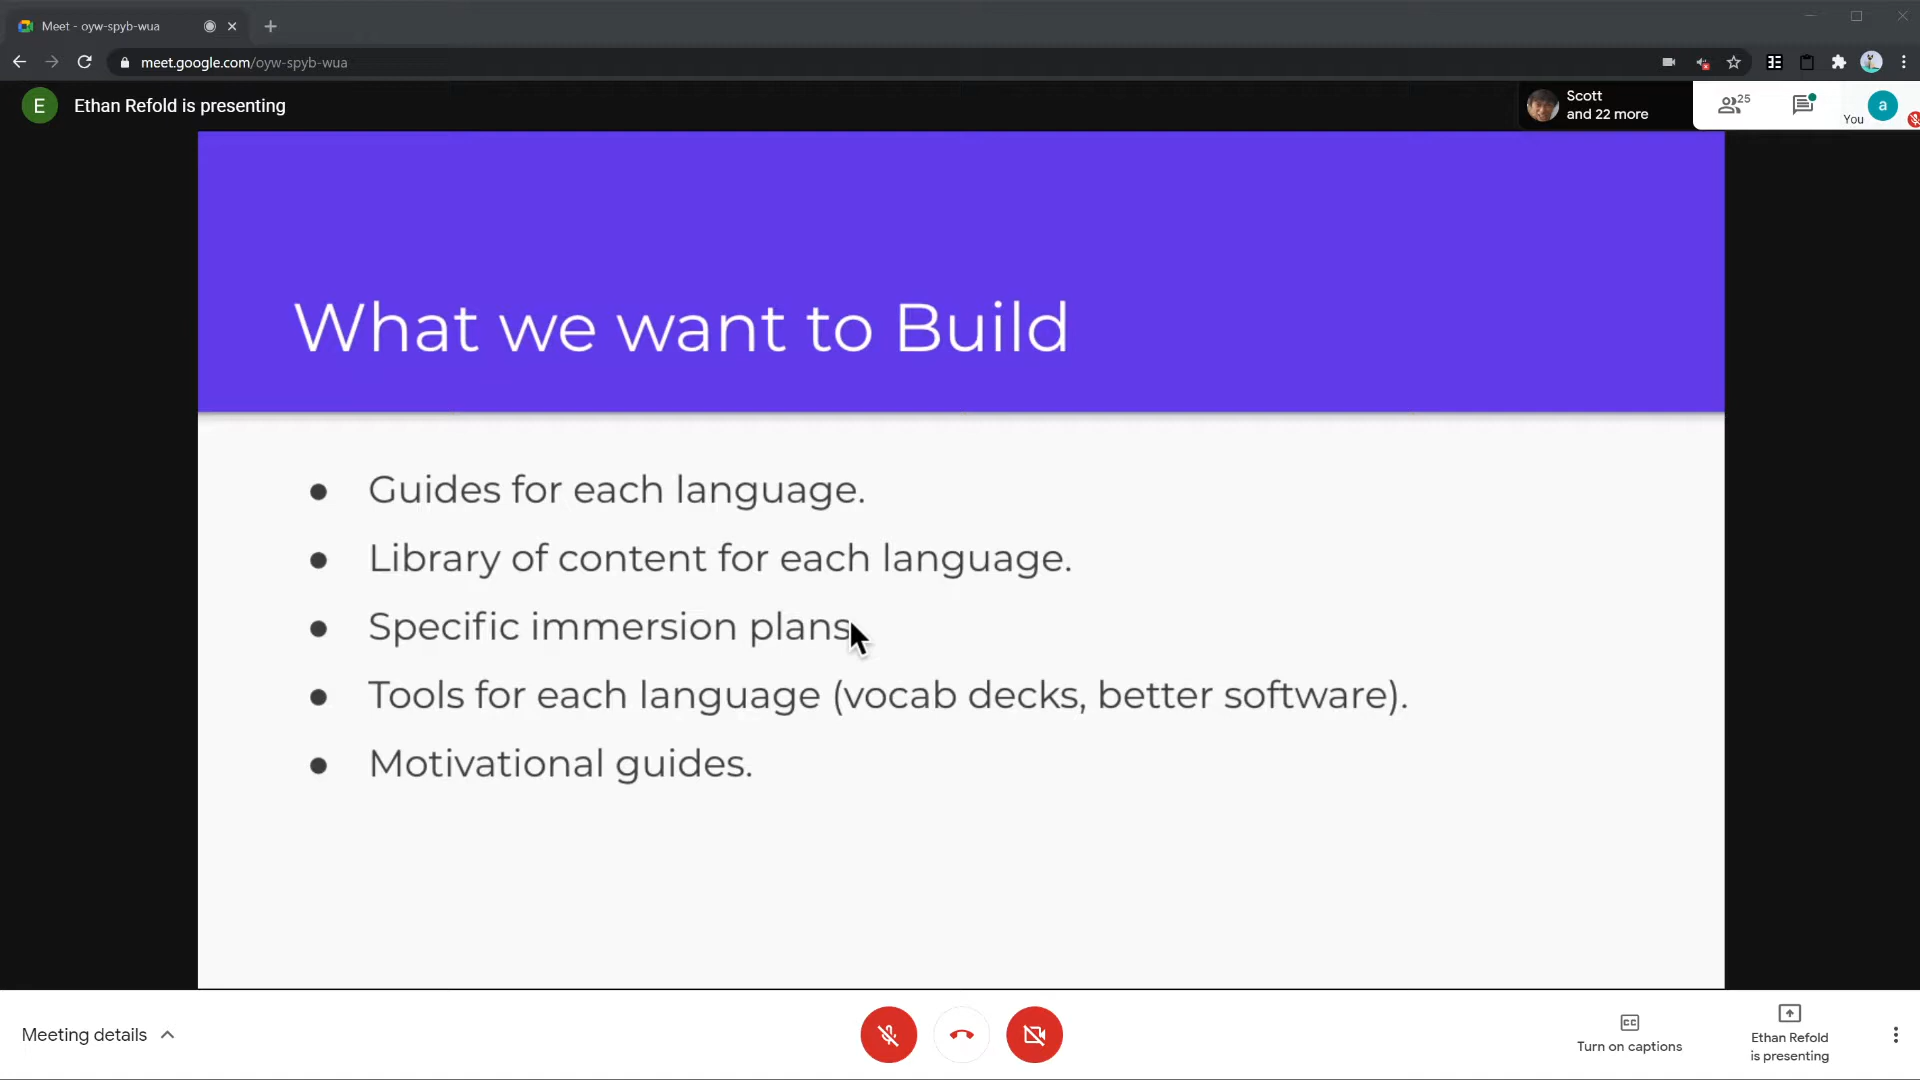 Meet - oyw-spyb-wua
meet.google.com/oyw-spyb-wua
E
Ethan Refold is presenting
Scott
and 22 more
25
You
a
What we want to Build
● Guides for each language.
● Library of content for each language.
● Specific immersion plans
● Tools for each language (vocab decks, better software).
● Motivational guides.
Meeting details
CC
Turn on captions
Ethan Refold
is presenting